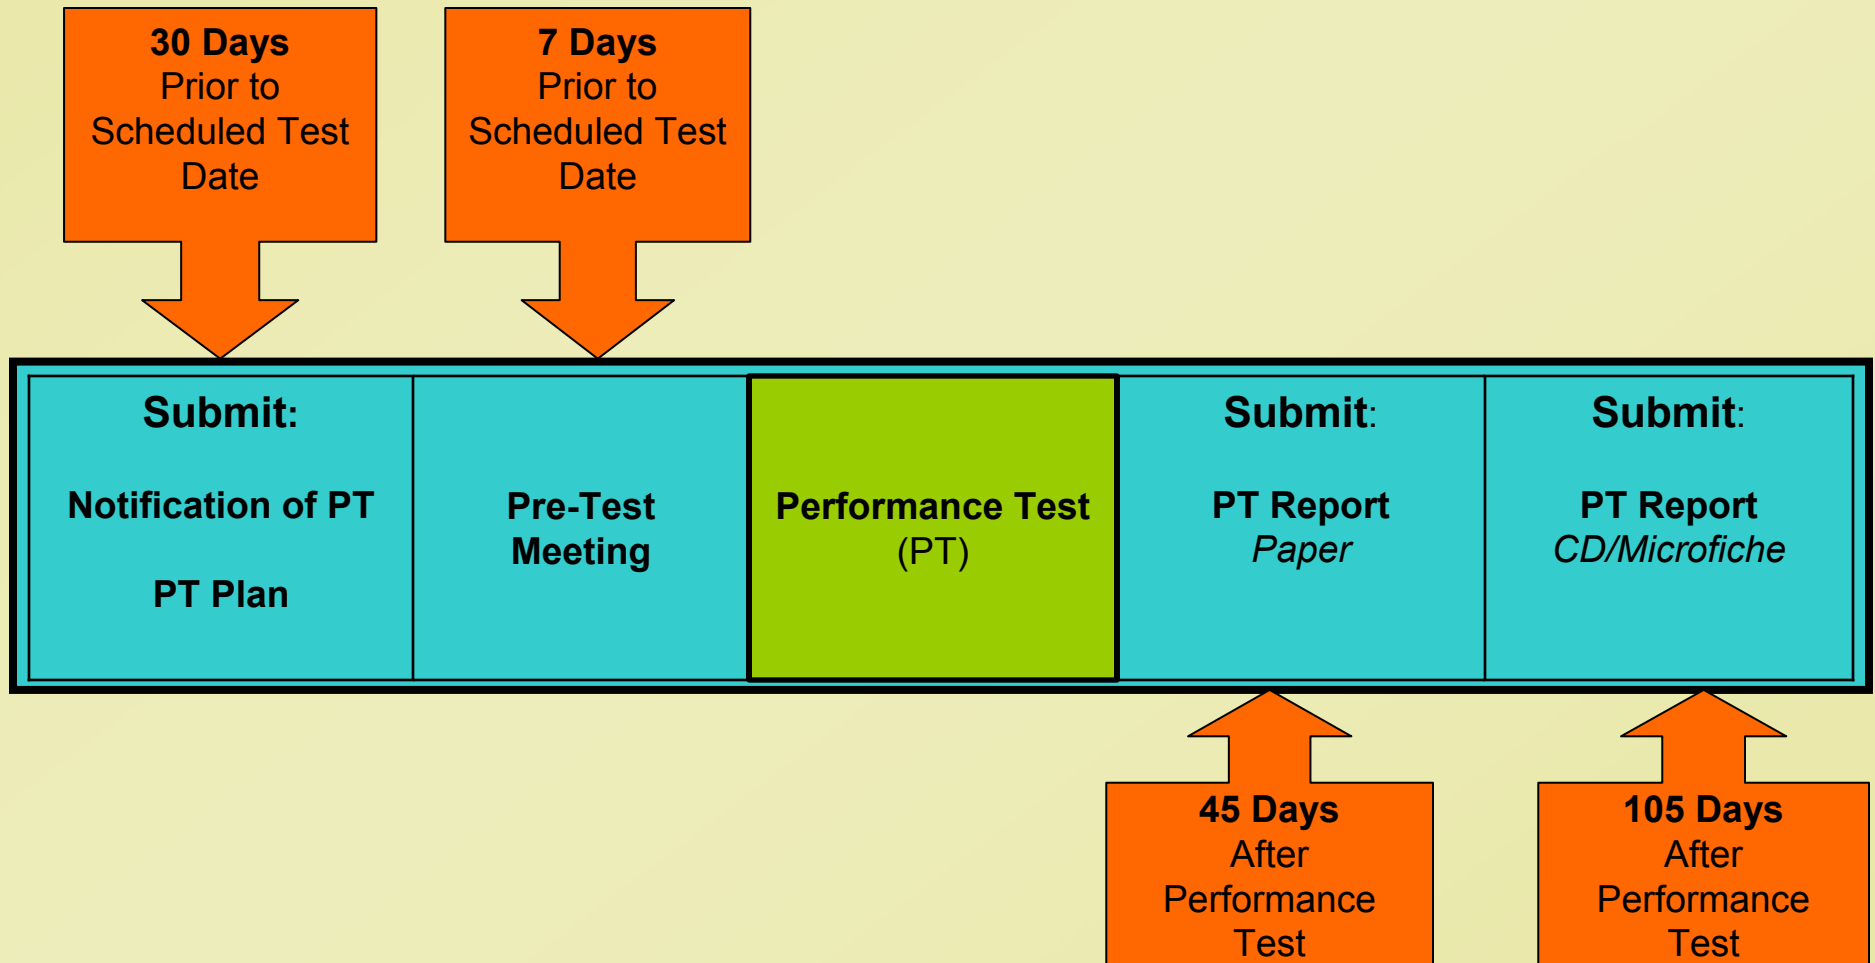 30 Days
Prior to
Scheduled Test
Date
7 Days
Prior to
Scheduled Test
Date
Submit:
Notification of PT
PT Plan
Pre-Test
Meeting
Performance Test
(PT)
Submit:
PT Report
Paper
Submit:
PT Report
CD/Microfiche
45 Days
After
Performance
Test
105 Days
After
Performance
Test